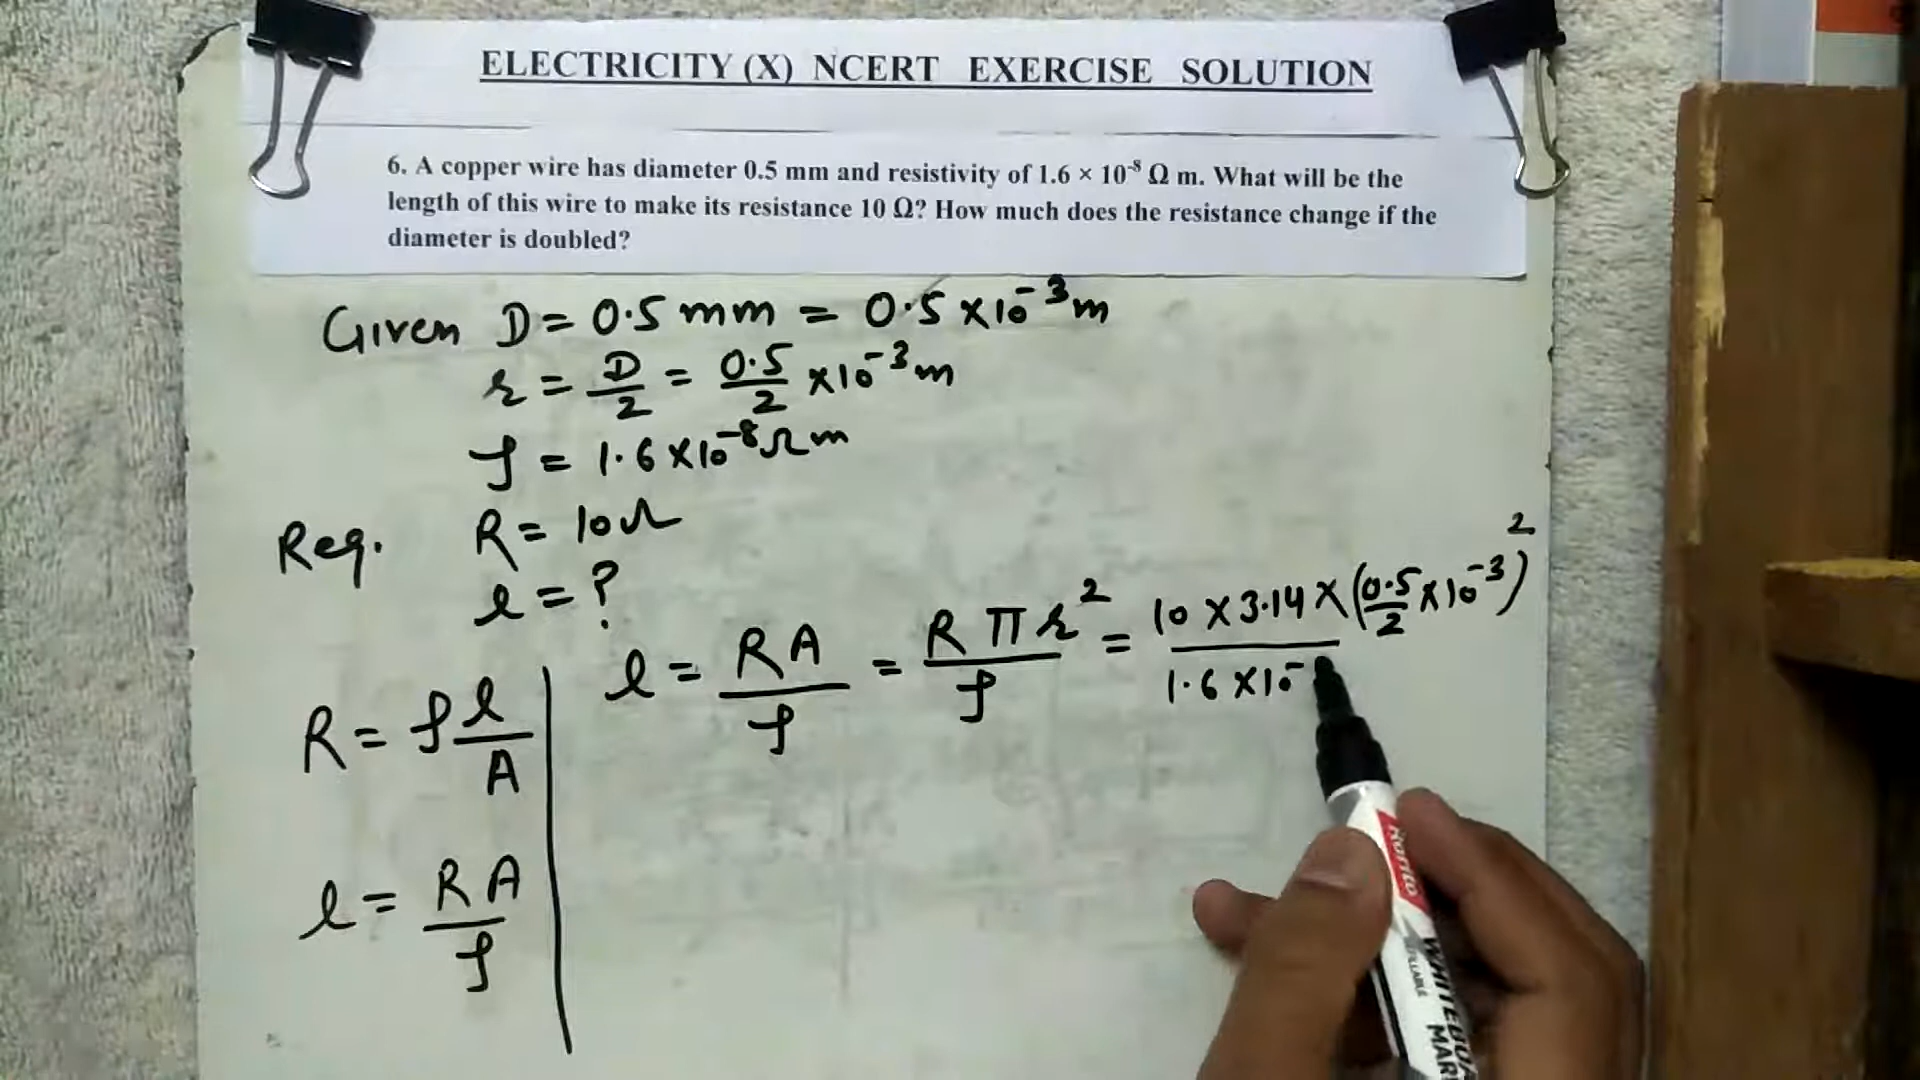 ELECTRICITY (X) NCERT EXERCISE SOLUTION
6. A copper wire has diameter 0.5 mm and resistivity of 1.6 × 10⁻⁸ Ω m. What will be the
length of this wire to make its resistance 10 Ω? How much does the resistance change if the
diameter is doubled?
Given D = 0.5 mm = 0.5 ×10⁻³ m
r = D/2 = 0.5/2 ×10⁻³ m
ρ = 1.6 ×10⁻⁸ Ω m
Req. R = 10Ω
l = ?
l = RA/ρ = Rπr²/ρ = 10 × 3.14 × (0.5/2 ×10⁻³)² / 1.6 ×10⁻
R = ρ l/A
l = RA/ρ
WHITEBOA
MAR